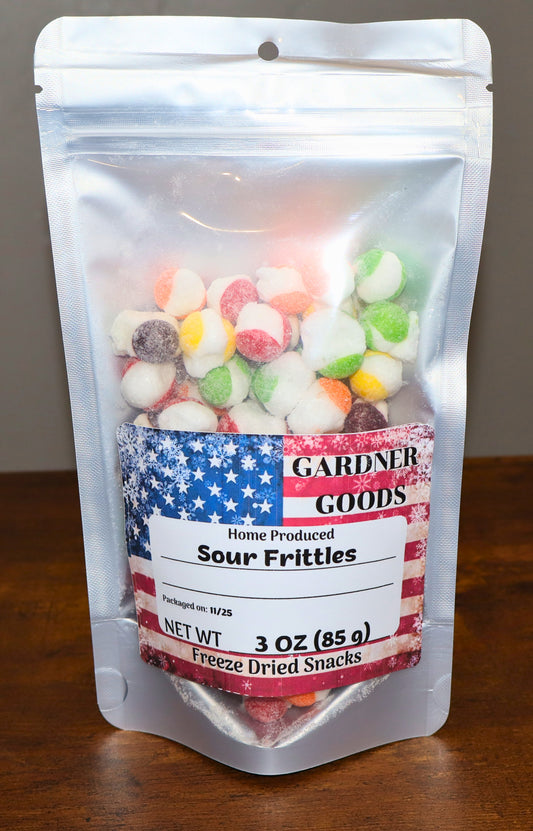 GARDNER
GOODS
Home Produced
Sour Frittles
Packaged on: 11/25
NET WT 3 OZ (85 g)
Freeze Dried Snacks